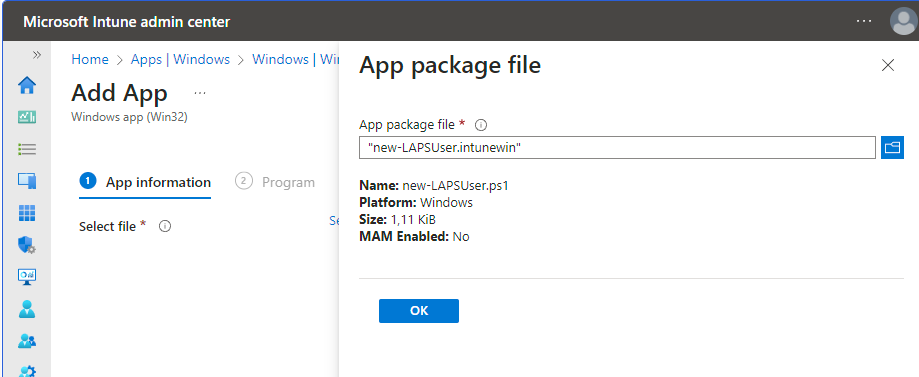 Microsoft Intune admin center
Home > Apps | Windows > Windows | Wi
Add App
Windows app (Win32)
1 App information
2 Program
Select file *
Se
App package file
App package file *
"new-LAPSUser.intunewin"
Name: new-LAPSUser.ps1
Platform: Windows
Size: 1,11 KiB
MAM Enabled: No
OK